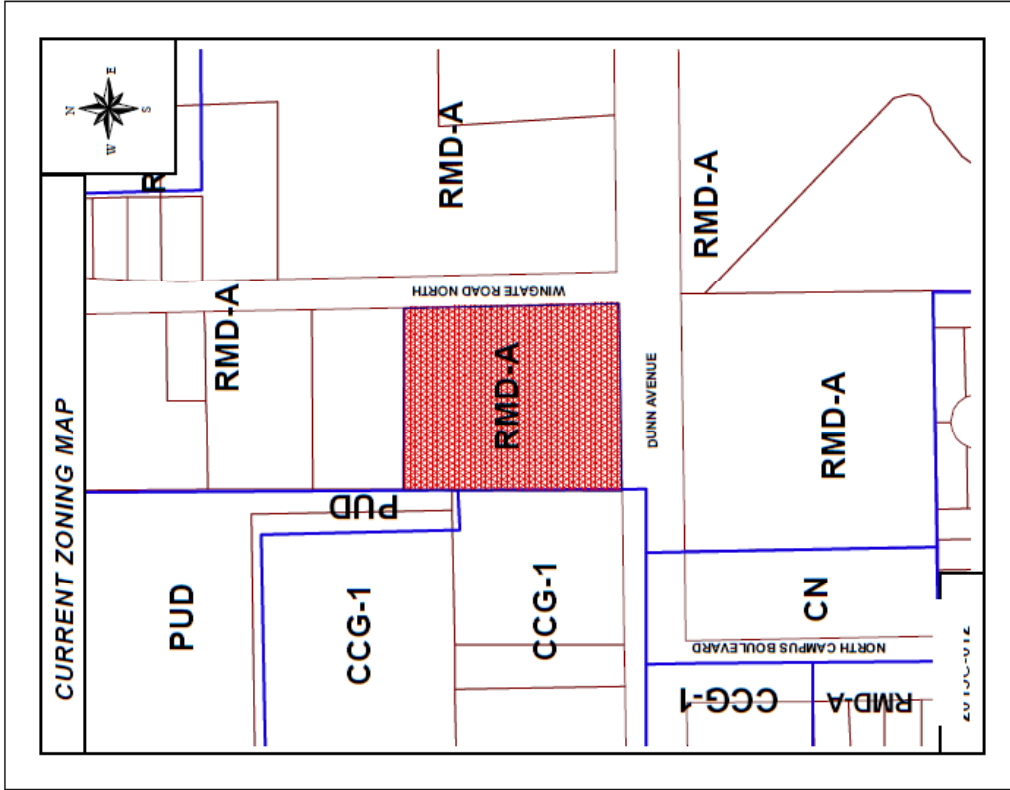 CURRENT ZONING MAP
N
E
S
W
R
RMD-A
RMD-A
RMD-A
WINGATE ROAD NORTH
RMD-A
DUNN AVENUE
RMD-A
PUD
PUD
CCG-1
CCG-1
CN
NORTH CAMPUS BOULEVARD
CCG-1
RMD-A